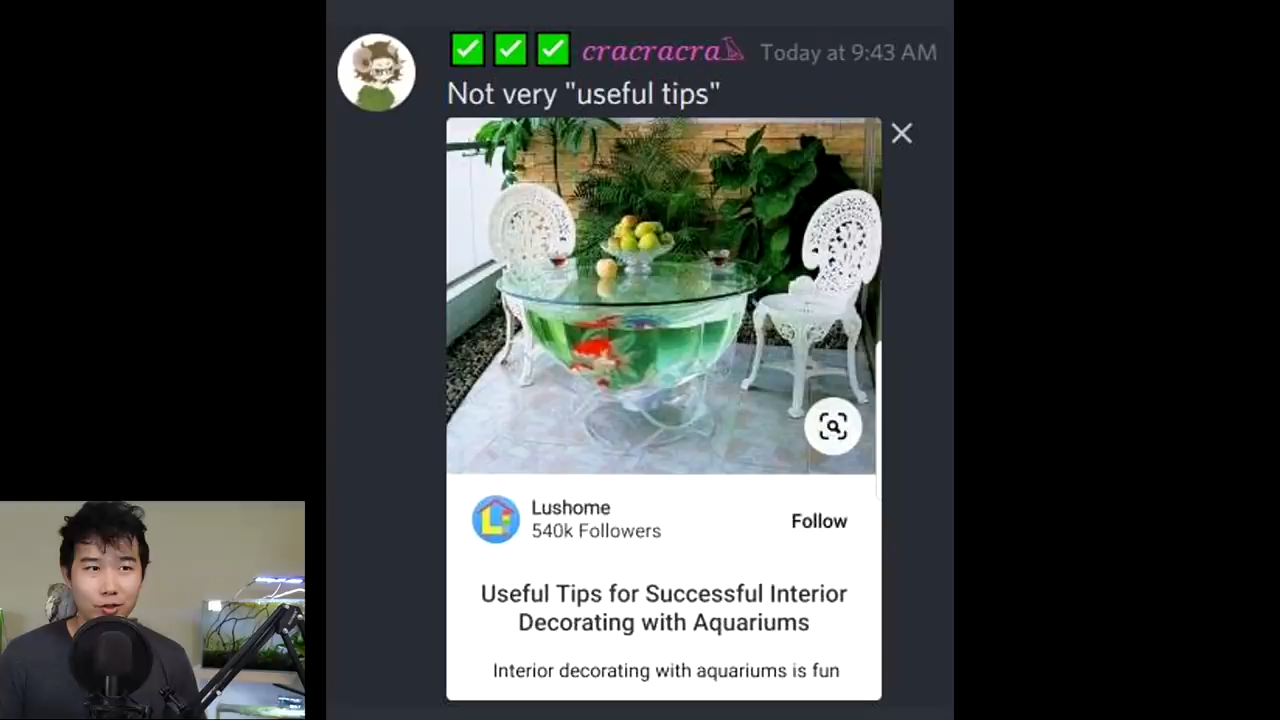 cracracra
Today at 9:43 AM
Not very "useful tips"
Lushome
540k Followers
Follow
Useful Tips for Successful Interior
Decorating with Aquariums
Interior decorating with aquariums is fun